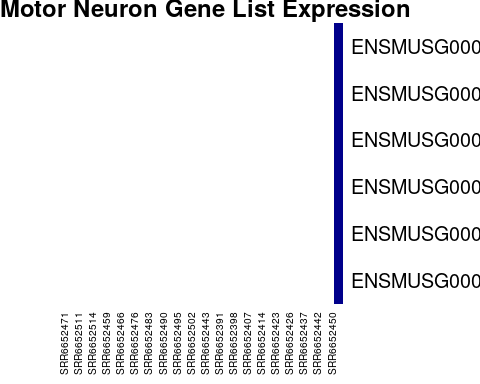 Motor Neuron Gene List Expression
ENSMUSG000
ENSMUSG000
ENSMUSG000
ENSMUSG000
ENSMUSG000
ENSMUSG000
SRR6652471
SRR6652511
SRR6652514
SRR6652459
SRR6652466
SRR6652476
SRR6652483
SRR6652490
SRR6652495
SRR6652502
SRR6652443
SRR6652391
SRR6652398
SRR6652407
SRR6652414
SRR6652423
SRR6652426
SRR6652437
SRR6652442
SRR6652450